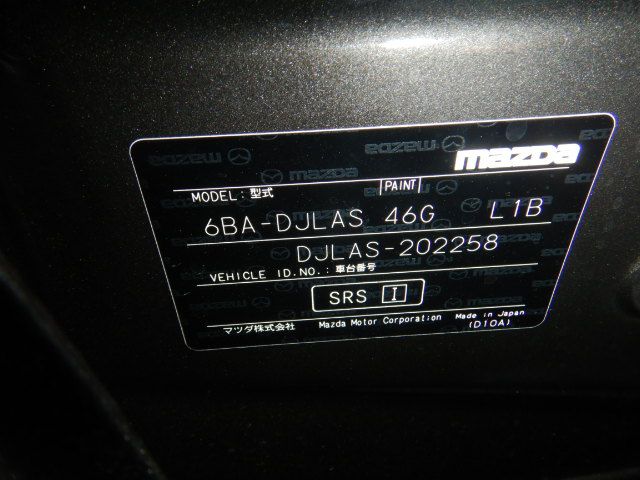 mazda
MODEL:型式 PAINT
6BA-DJLAS 46G L1B
DJLAS-202258
VEHICLE ID.NO.:車台番号
SRS I
マツダ株式会社 Mazda Motor Corporation Made in Japan
(D10A)